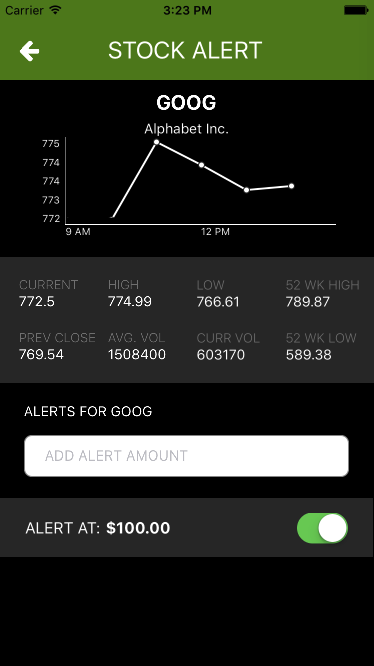 Carrier 3:23 PM
STOCK ALERT
GOOG
Alphabet Inc.
775
774
774
773
772
9 AM 12 PM
CURRENT HIGH LOW 52 WK HIGH
772.5 774.99 766.61 789.87
PREV CLOSE AVG. VOL CURR VOL 52 WK LOW
769.54 1508400 603170 589.38
ALERTS FOR GOOG
ADD ALERT AMOUNT
ALERT AT: $100.00